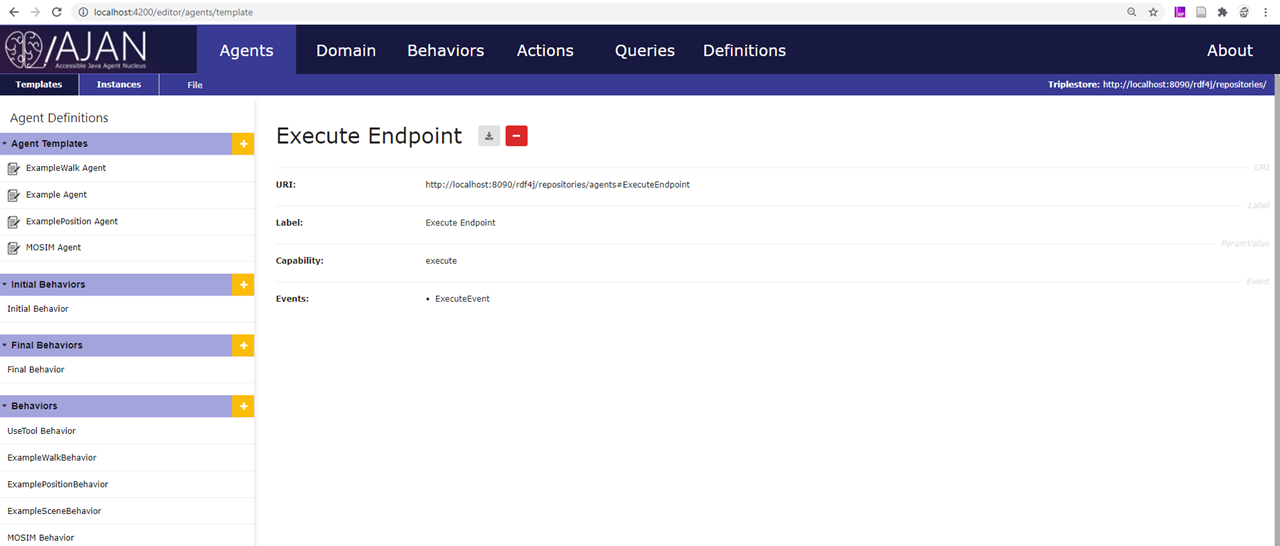 localhost:4200/editor/agents/template
/AJAN
Accessible Java Agent Nucleus
Agents Domain Behaviors Actions Queries Definitions About
Templates Instances File Triplestore: http://localhost:8090/rdf4j/repositories/
Agent Definitions
Agent Templates
ExampleWalk Agent
Example Agent
ExamplePosition Agent
MOSIM Agent
Initial Behaviors
Initial Behavior
Final Behaviors
Final Behavior
Behaviors
UseTool Behavior
ExampleWalkBehavior
ExamplePositionBehavior
ExampleSceneBehavior
MOSIM Behavior
Execute Endpoint
URI
URI: http://localhost:8090/rdf4j/repositories/agents#ExecuteEndpoint
Label
Label: Execute Endpoint
ParamValue
Capability: execute
Event
Events: • ExecuteEvent